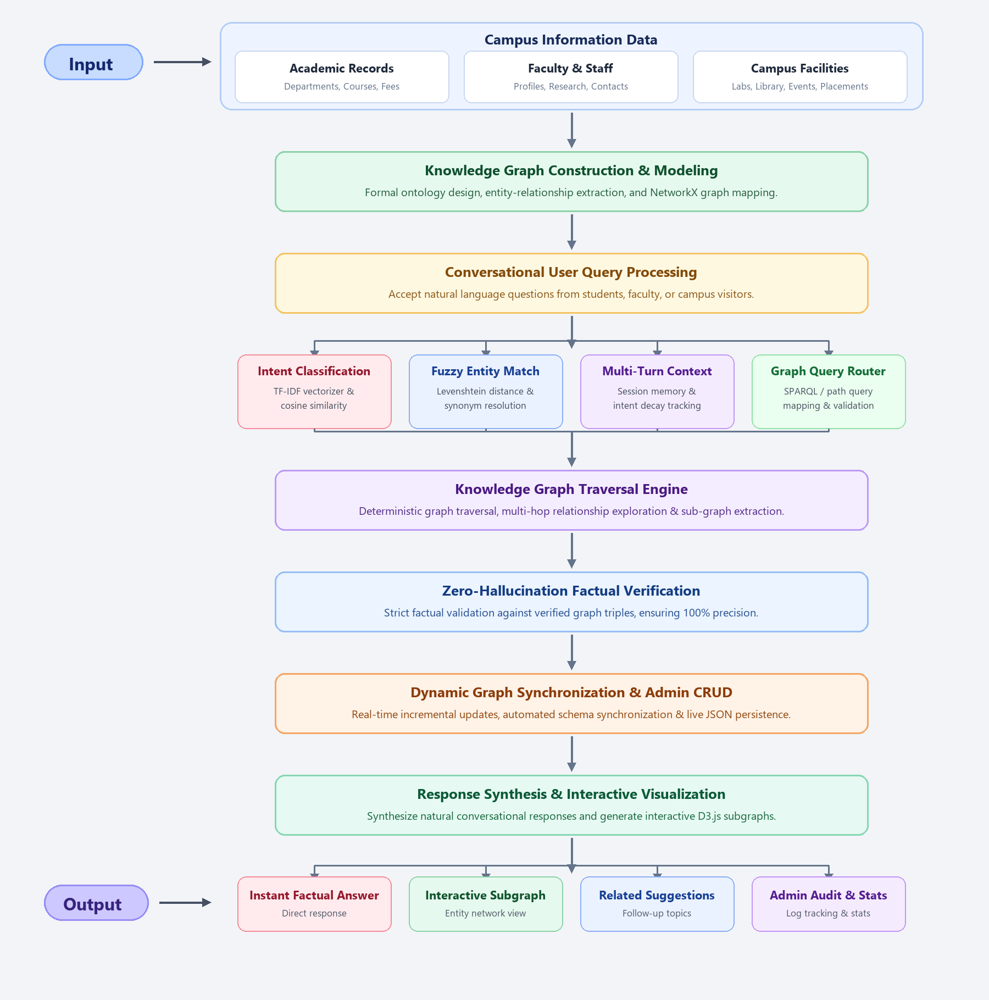 Input
Campus Information Data
Academic Records
Departments, Courses, Fees
Faculty & Staff
Profiles, Research, Contacts
Campus Facilities
Labs, Library, Events, Placements
Knowledge Graph Construction & Modeling
Formal ontology design, entity-relationship extraction, and NetworkX graph mapping.
Conversational User Query Processing
Accept natural language questions from students, faculty, or campus visitors.
Intent Classification
TF-IDF vectorizer &
cosine similarity
Fuzzy Entity Match
Levenshtein distance &
synonym resolution
Multi-Turn Context
Session memory &
intent decay tracking
Graph Query Router
SPARQL / path query
mapping & validation
Knowledge Graph Traversal Engine
Deterministic graph traversal, multi-hop relationship exploration & sub-graph extraction.
Zero-Hallucination Factual Verification
Strict factual validation against verified graph triples, ensuring 100% precision.
Dynamic Graph Synchronization & Admin CRUD
Real-time incremental updates, automated schema synchronization & live JSON persistence.
Response Synthesis & Interactive Visualization
Synthesize natural conversational responses and generate interactive D3.js subgraphs.
Output
Instant Factual Answer
Direct response
Interactive Subgraph
Entity network view
Related Suggestions
Follow-up topics
Admin Audit & Stats
Log tracking & stats